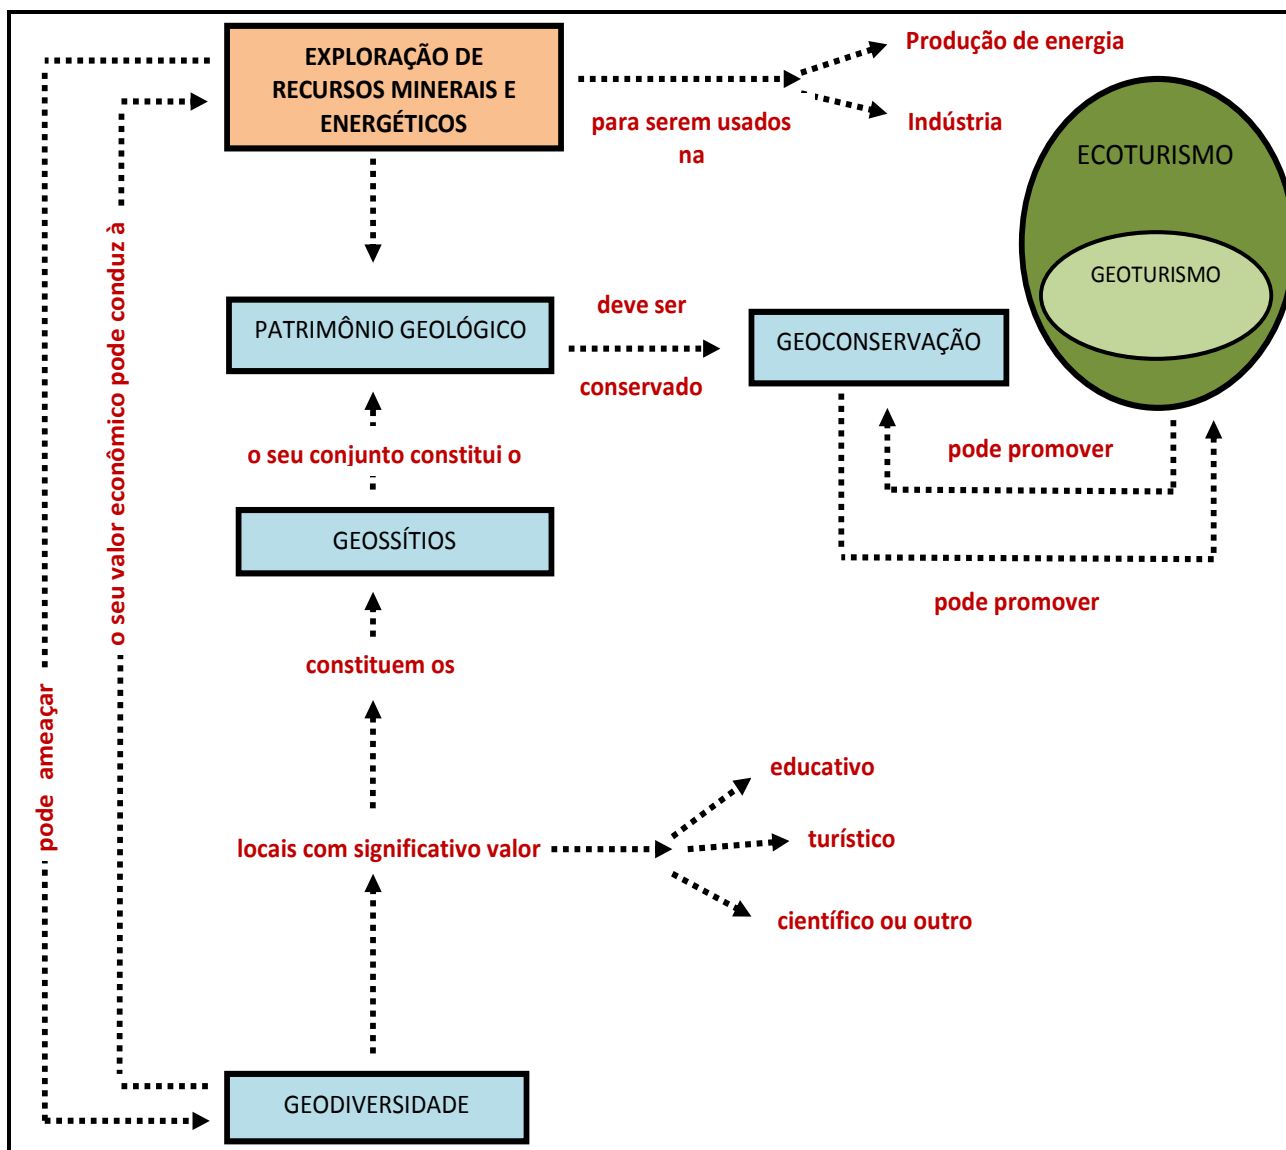 EXPLORAÇÃO DE
RECURSOS MINERAIS E
ENERGÉTICOS
para serem usados
na
Produção de energia
Indústria
ECOTURISMO
GEOTURISMO
o seu valor econômico pode conduz à
pode ameaçar
PATRIMÔNIO GEOLÓGICO
deve ser
conservado
GEOCONSERVAÇÃO
pode promover
pode promover
o seu conjunto constitui o
GEOSSÍTIOS
constituem os
locais com significativo valor
educativo
turístico
científico ou outro
GEODIVERSIDADE